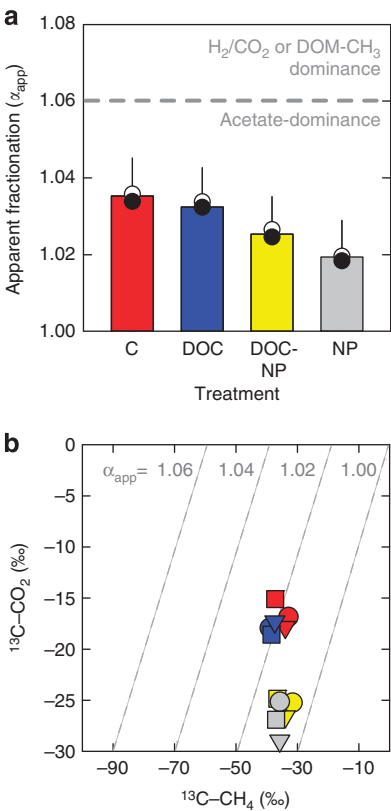 a
1.08
1.06
1.04
1.02
1.00
Apparent fractionation (α_app)
H₂/CO₂ or DOM-CH₃
dominance
Acetate-dominance
C
DOC
DOC-
NP
NP
Treatment
b
0
−5
−10
−15
−20
−25
−30
¹³C–CO₂ (‰)
α_app= 1.06 1.04 1.02 1.00
−90 −70 −50 −30 −10
¹³C–CH₄ (‰)